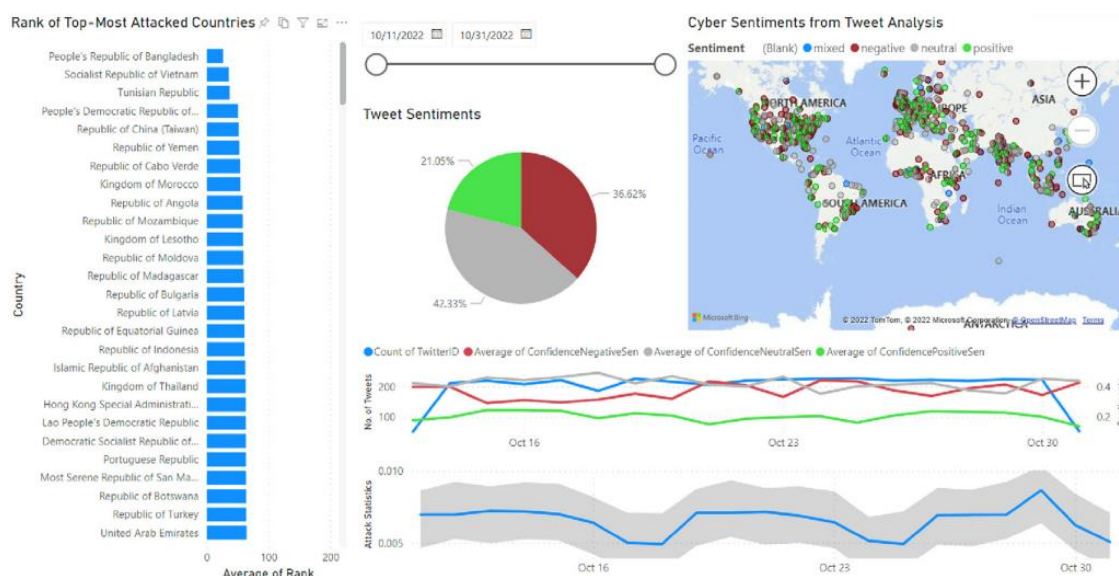 Rank of Top-Most Attacked Countries
Country
People's Republic of Bangladesh
Socialist Republic of Vietnam
Tunisian Republic
People's Democratic Republic of...
Republic of China (Taiwan)
Republic of Yemen
Republic of Cabo Verde
Kingdom of Morocco
Republic of Angola
Republic of Mozambique
Kingdom of Lesotho
Republic of Moldova
Republic of Madagascar
Republic of Bulgaria
Republic of Latvia
Republic of Equatorial Guinea
Republic of Indonesia
Islamic Republic of Afghanistan
Kingdom of Thailand
Hong Kong Special Administrati...
Lao People's Democratic Republic
Democratic Socialist Republic of...
Portuguese Republic
Most Serene Republic of San Ma...
Republic of Botswana
Republic of Turkey
United Arab Emirates
0 100 200
Average of Rank
10/11/2022 10/31/2022
Tweet Sentiments
21.05%
36.62%
42.33%
Cyber Sentiments from Tweet Analysis
Sentiment (Blank) mixed negative neutral positive
NORTH AMERICA
ASIA
Pacific
Ocean
Atlantic
Ocean
AFRICA
SOUTH AMERICA
Indian
Ocean
AUSTRALIA
Microsoft Bing
© 2022 TomTom, © 2022 Microsoft Corporation, © OpenStreetMap Terms
ANTARCTICA
Count of TwitterID Average of ConfidenceNegativeSen Average of ConfidenceNeutralSen Average of ConfidencePositiveSen
No. of Tweets
200
100
0.4
0.2
Oct 16 Oct 23 Oct 30
Attack Statistics
0.010
0.005
Oct 16 Oct 23 Oct 30